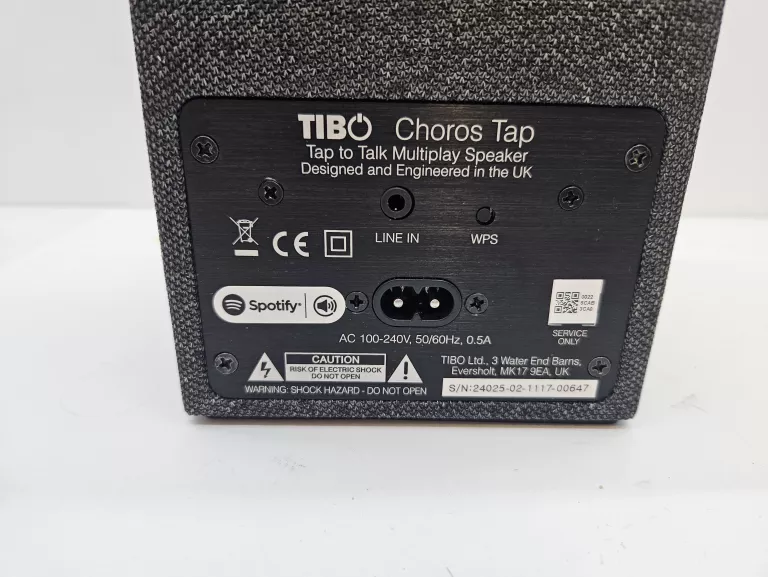 TIBO Choros Tap
Tap to Talk Multiplay Speaker
Designed and Engineered in the UK
LINE IN
WPS
CE
Spotify
0022
SERVICE
ONLY
AC 100-240V, 50/60Hz, 0.5A
CAUTION
RISK OF ELECTRIC SHOCK
DO NOT OPEN
WARNING: SHOCK HAZARD - DO NOT OPEN
TIBO Ltd., 3 Water End Barns,
Eversholt, MK17 9EA, UK
S/N:24025-02-1117-00647